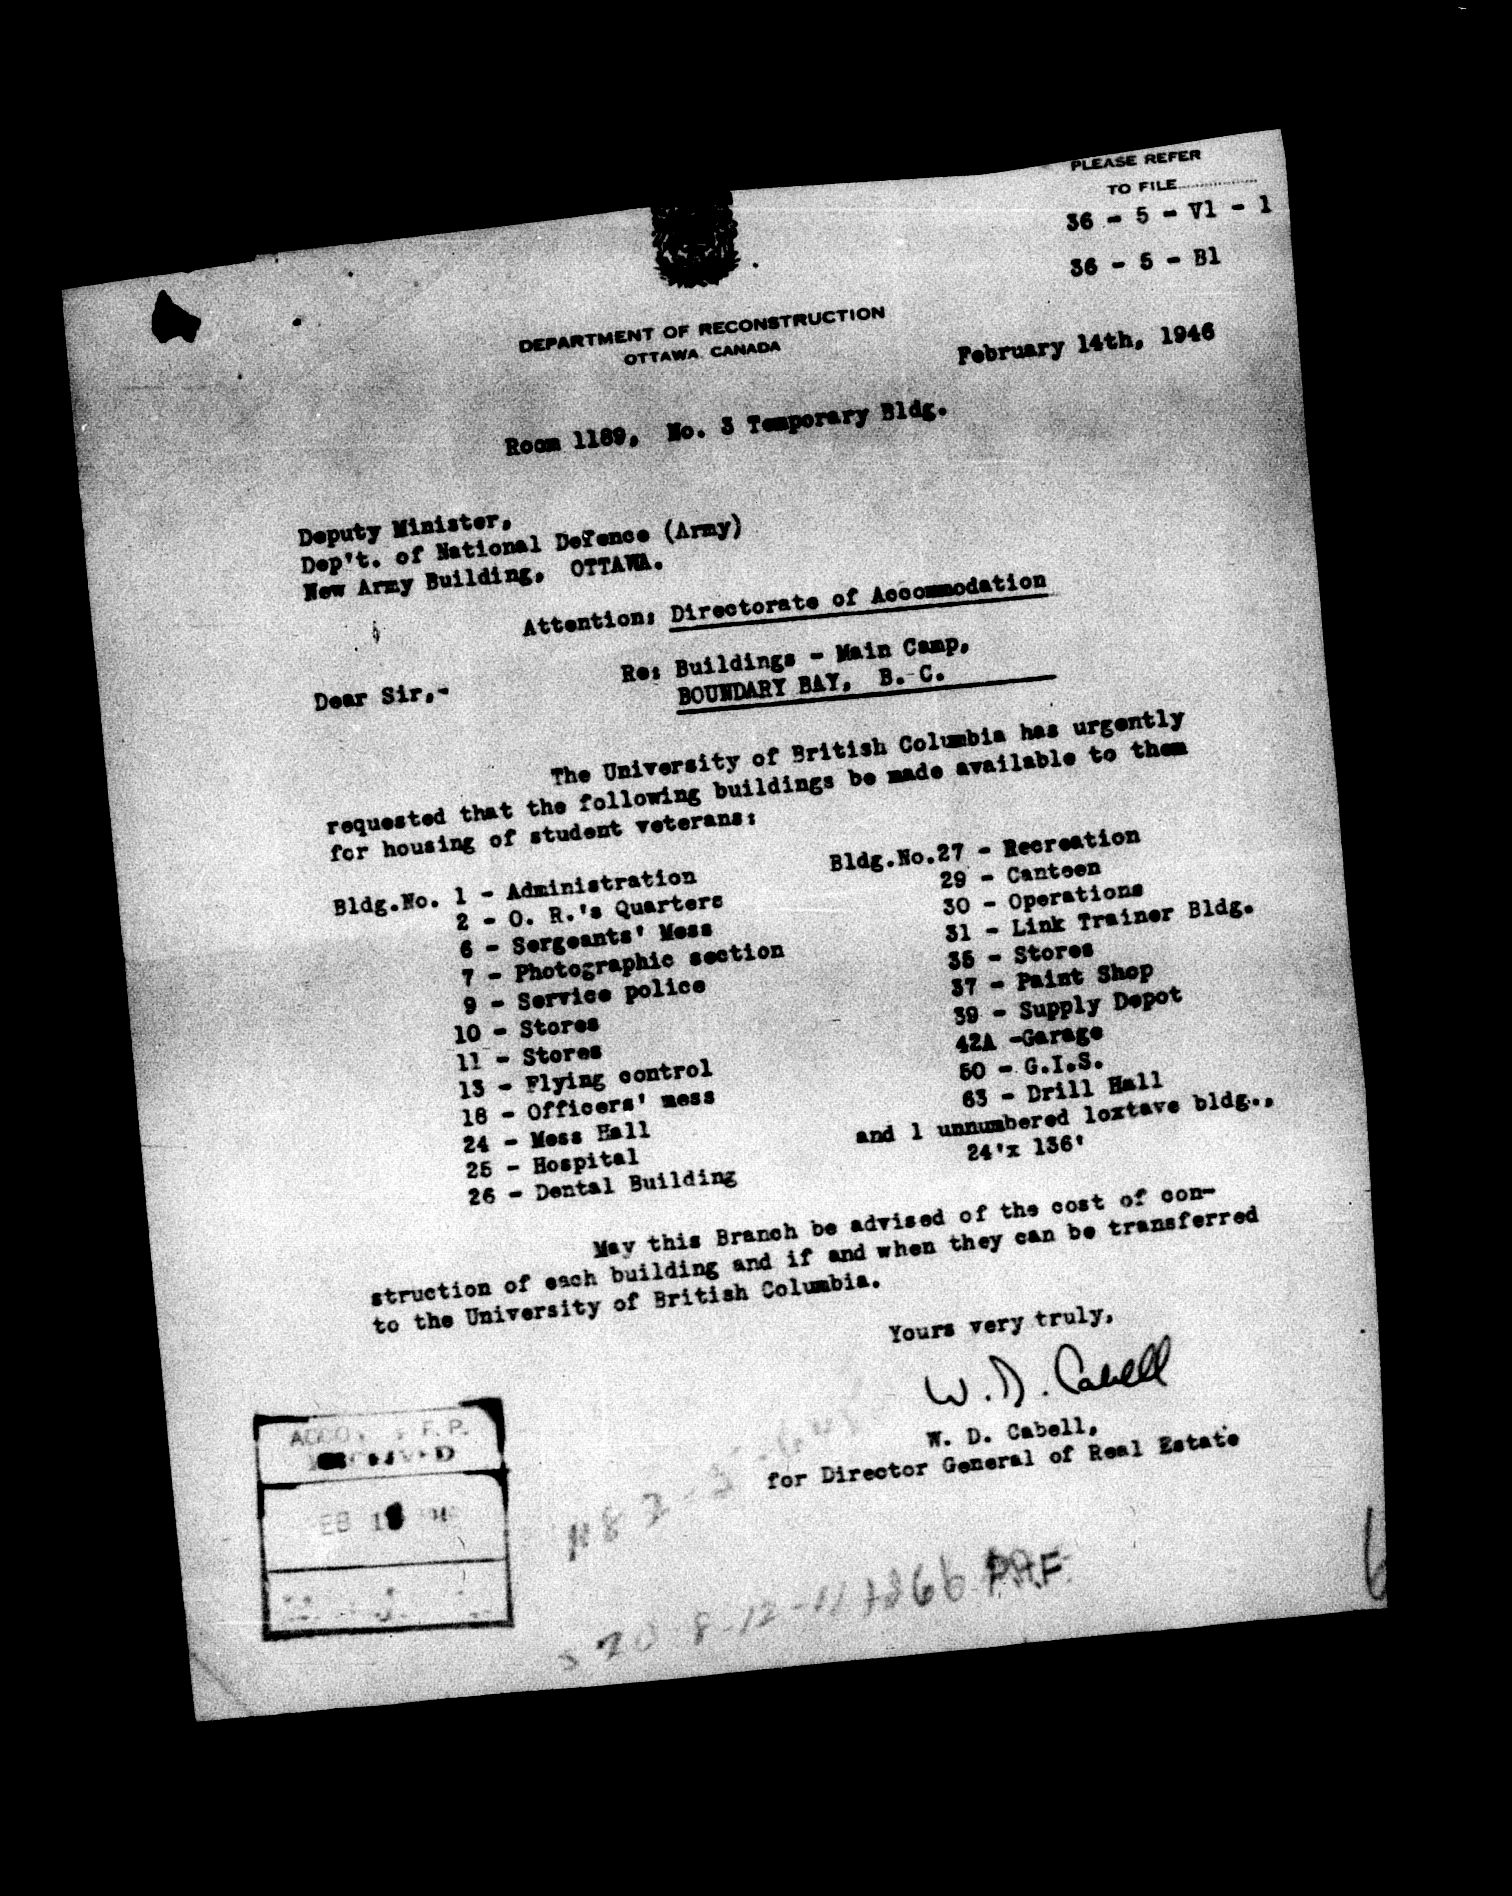 PLEASE REFER
TO FILE
36 - 5 - V1 - 1
36 - 5 - B1
DEPARTMENT OF RECONSTRUCTION
OTTAWA, CANADA
February 14th, 1946
Room 1189, No. 3 Temporary Bldg.
Deputy Minister,
Dep't. of National Defence (Army)
New Army Building, OTTAWA.
Attention: Directorate of Accommodation
Re: Buildings - Main Camp,
BOUNDARY BAY, B. C.
Dear Sir,-
The University of British Columbia has urgently
requested that the following buildings be made available to them
for housing of student veterans:
Bldg.No. 1 - Administration
2 - O. R.'s Quarters
6 - Sergeants' Mess
7 - Photographic section
9 - Service police
10 - Stores
11 - Stores
13 - Flying control
18 - Officers' mess
24 - Mess Hall
25 - Hospital
26 - Dental Building
Bldg.No.27 - Recreation
29 - Canteen
30 - Operations
31 - Link Trainer Bldg.
35 - Stores
37 - Paint Shop
39 - Supply Depot
42A -Garage
50 - G.I.S.
63 - Drill Hall
and 1 unnumbered loxtave bldg.,
24'x 136'
May this Branch be advised of the cost of con-
struction of each building and if and when they can be transferred
to the University of British Columbia.
Yours very truly,
W. D. Cabell
W. D. Cabell,
for Director General of Real Estate
F. P.